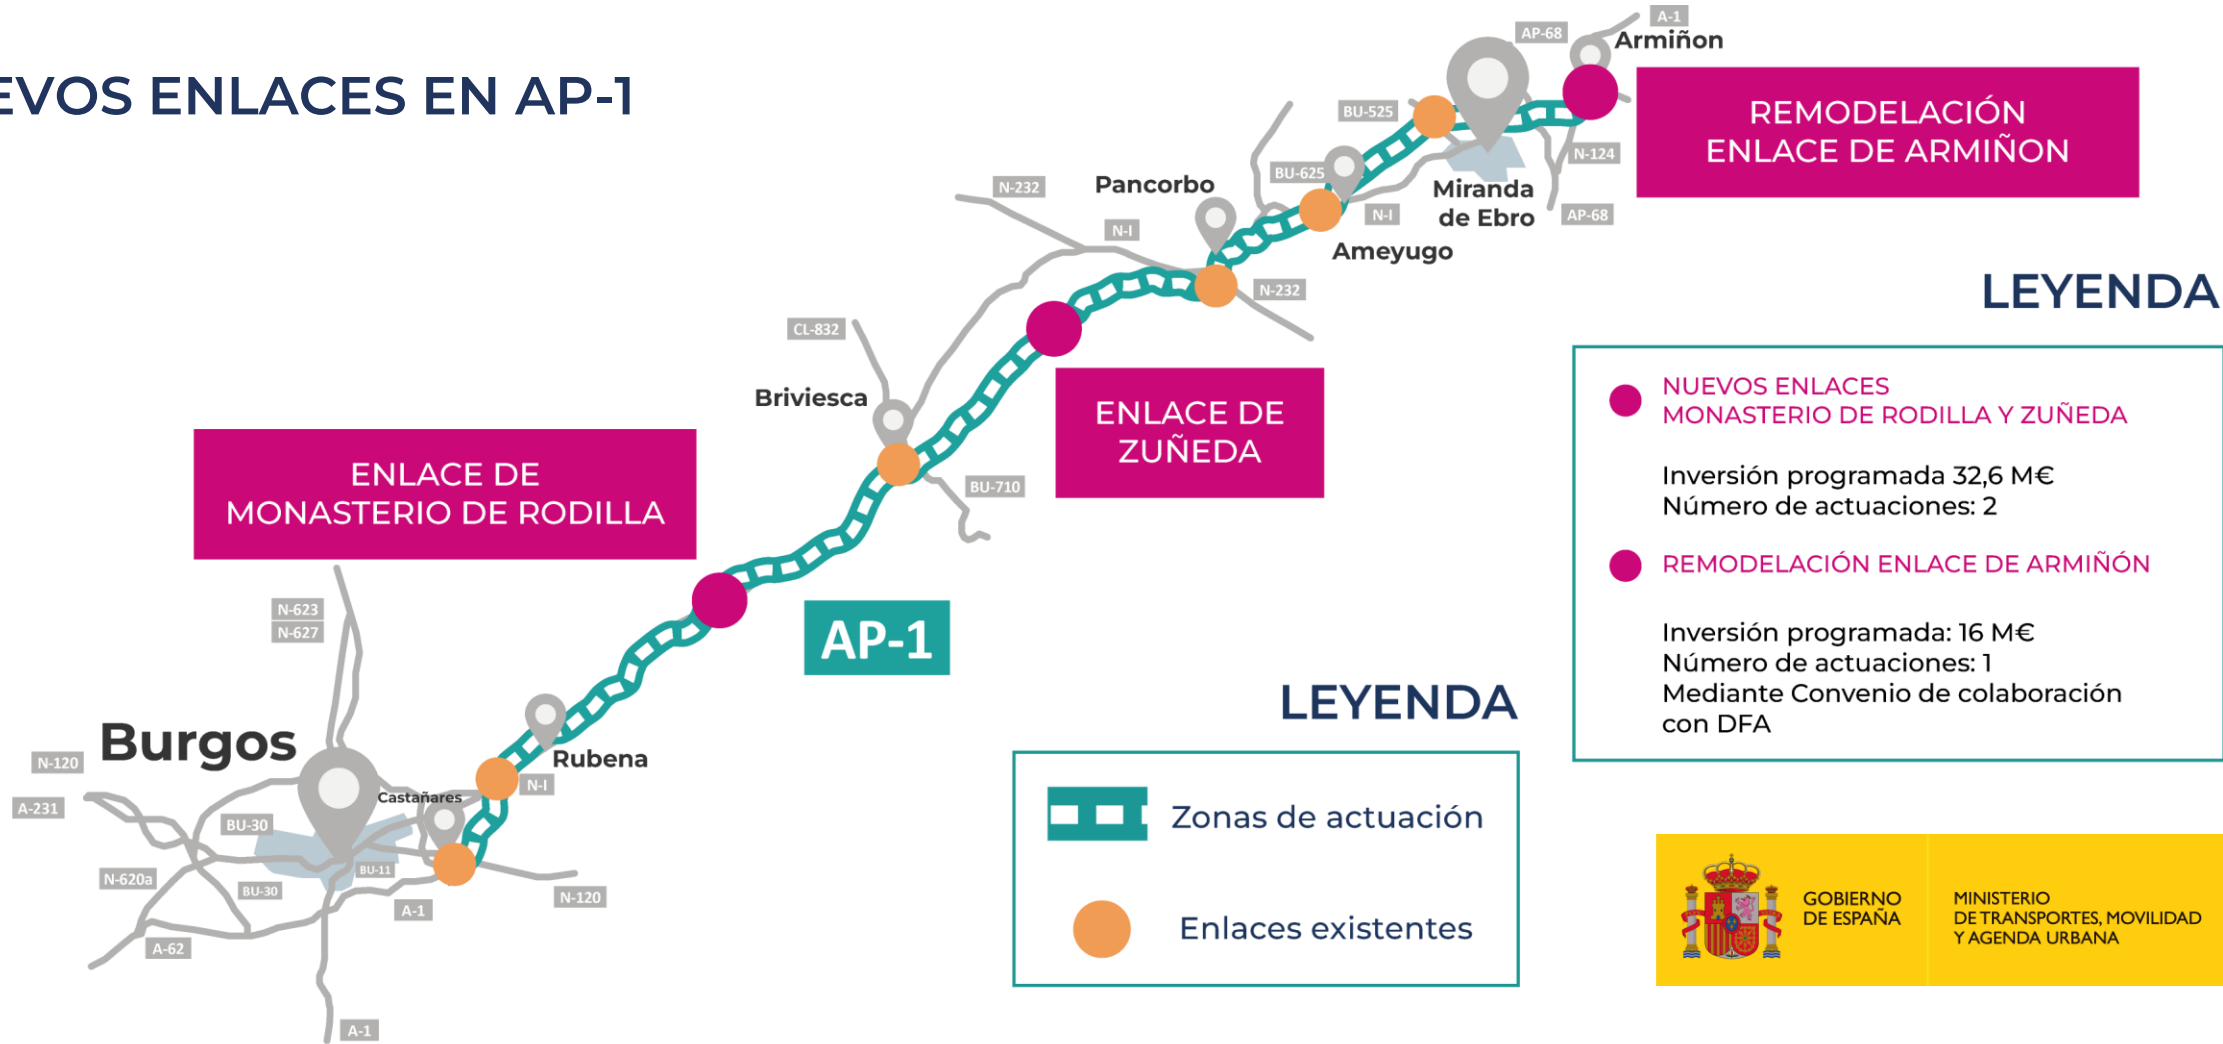 EVOS ENLACES EN AP-1
A-1
AP-68
Armiñon
REMODELACIÓN
ENLACE DE ARMIÑON
BU-525
N-124
BU-625
Pancorbo
N-232
Miranda
de Ebro
N-I
AP-68
N-I
Ameyugo
N-232
CL-832
Briviesca
ENLACE DE
ZUÑEDA
BU-710
ENLACE DE
MONASTERIO DE RODILLA
AP-1
N-623
N-627
Burgos
Rubena
N-120
N-I
Castañares
A-231
BU-30
BU-11
N-620a
BU-30
N-120
A-1
A-62
A-1
LEYENDA
NUEVOS ENLACES
MONASTERIO DE RODILLA Y ZUÑEDA
Inversión programada 32,6 M€
Número de actuaciones: 2
REMODELACIÓN ENLACE DE ARMIÑÓN
Inversión programada: 16 M€
Número de actuaciones: 1
Mediante Convenio de colaboración
con DFA
LEYENDA
Zonas de actuación
Enlaces existentes
GOBIERNO
DE ESPAÑA
MINISTERIO
DE TRANSPORTES, MOVILIDAD
Y AGENDA URBANA